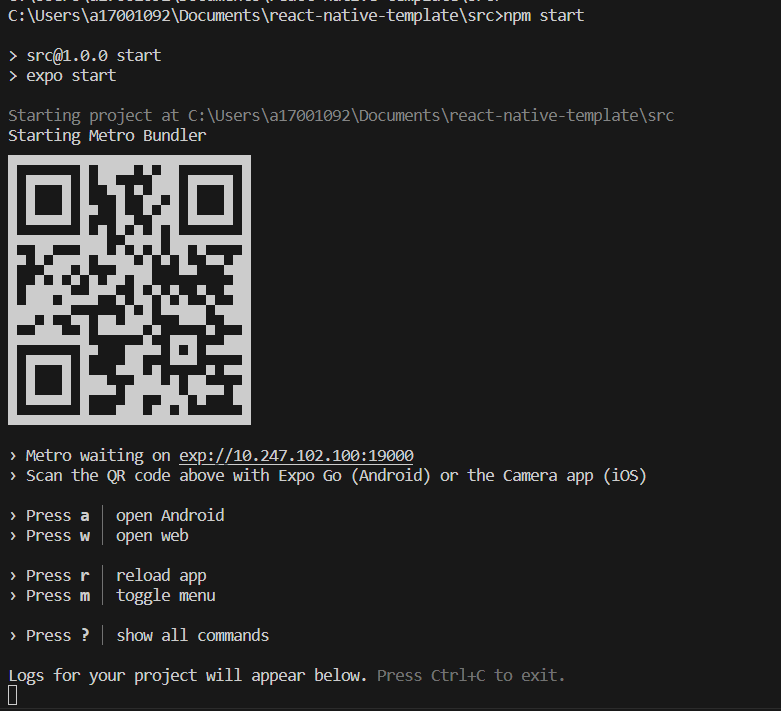 C:\Users\a17001092\Documents\react-native-template\src>npm start
> src@1.0.0 start
> expo start
Starting project at C:\Users\a17001092\Documents\react-native-template\src
Starting Metro Bundler
› Metro waiting on exp://10.247.102.100:19000
› Scan the QR code above with Expo Go (Android) or the Camera app (iOS)
› Press a │ open Android
› Press w │ open web
› Press r │ reload app
› Press m │ toggle menu
› Press ? │ show all commands
Logs for your project will appear below. Press Ctrl+C to exit.